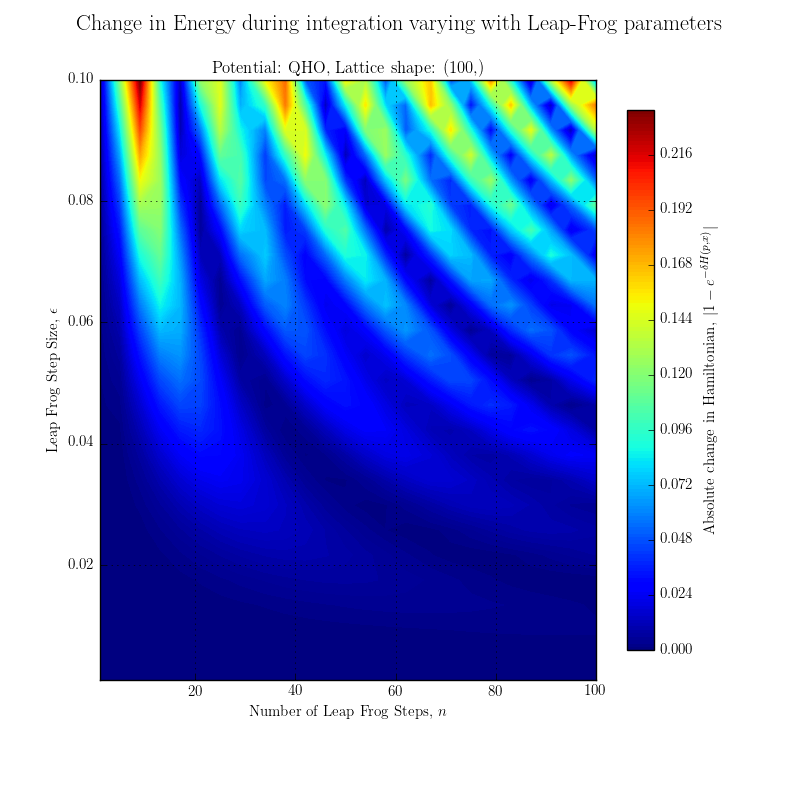 Change in Energy during integration varying with Leap-Frog parameters
Potential: QHO, Lattice shape: (100,)
0.10
0.08
0.06
0.04
0.02
Leap Frog Step Size, ϵ
20 40 60 80 100
Number of Leap Frog Steps, n
0.216
0.192
0.168
0.144
0.120
0.096
0.072
0.048
0.024
0.000
Absolute change in Hamiltonian, |1 − e^{−δH(p,x)}|